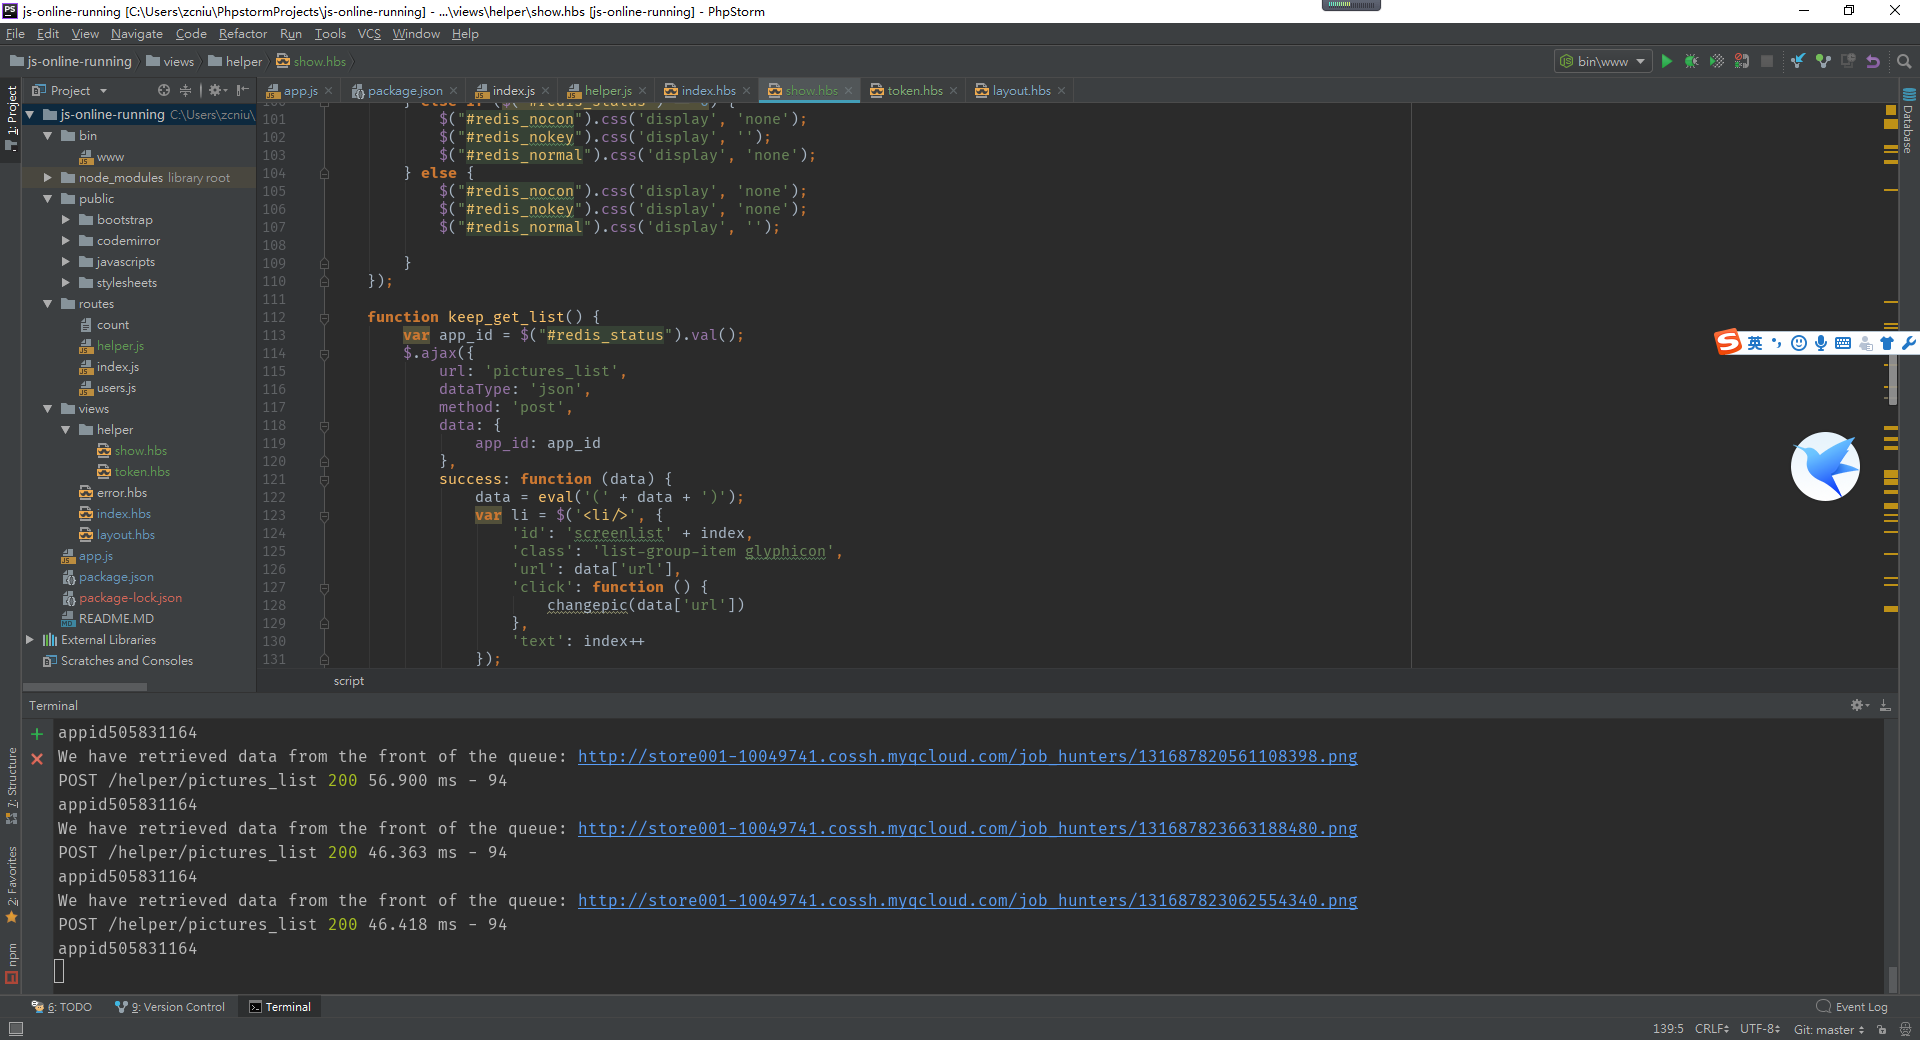 js-online-running [C:\Users\zcniu\PhpstormProjects\js-online-running] - ...\views\helper\show.hbs [js-online-running] - PhpStorm
File Edit View Navigate Code Refactor Run Tools VCS Window Help
js-online-running views helper show.hbs bin\www
Project app.js package.json index.js helper.js index.hbs show.hbs token.hbs layout.hbs
1: Project
Database
js-online-running C:\Users\zcniu\
bin
www
node_modules library root
public
bootstrap
codemirror
javascripts
stylesheets
routes
count
helper.js
index.js
users.js
views
helper
show.hbs
token.hbs
error.hbs
index.hbs
layout.hbs
app.js
package.json
package-lock.json
README.MD
External Libraries
Scratches and Consoles
101 $("#redis_nocon").css('display', 'none');
102 $("#redis_nokey").css('display', '');
103 $("#redis_normal").css('display', 'none');
104 } else {
105 $("#redis_nocon").css('display', 'none');
106 $("#redis_nokey").css('display', 'none');
107 $("#redis_normal").css('display', '');
108
109 }
110 });
111
112 function keep_get_list() {
113 var app_id = $("#redis_status").val();
114 $.ajax({
115 url: 'pictures_list',
116 dataType: 'json',
117 method: 'post',
118 data: {
119 app_id: app_id
120 },
121 success: function (data) {
122 data = eval('(' + data + ')');
123 var li = $('<li/>', {
124 'id': 'screenlist' + index,
125 'class': 'list-group-item glyphicon',
126 'url': data['url'],
127 'click': function () {
128 changepic(data['url'])
129 },
130 'text': index++
131 });
script
英
Terminal
appid505831164
We have retrieved data from the front of the queue: http://store001-10049741.cossh.myqcloud.com/job_hunters/131687820561108398.png
POST /helper/pictures_list 200 56.900 ms - 94
appid505831164
We have retrieved data from the front of the queue: http://store001-10049741.cossh.myqcloud.com/job_hunters/131687823663188480.png
POST /helper/pictures_list 200 46.363 ms - 94
appid505831164
We have retrieved data from the front of the queue: http://store001-10049741.cossh.myqcloud.com/job_hunters/131687823062554340.png
POST /helper/pictures_list 200 46.418 ms - 94
appid505831164
7: Structure
2: Favorites
npm
6: TODO 9: Version Control Terminal Event Log
139:5 CRLF UTF-8 Git: master